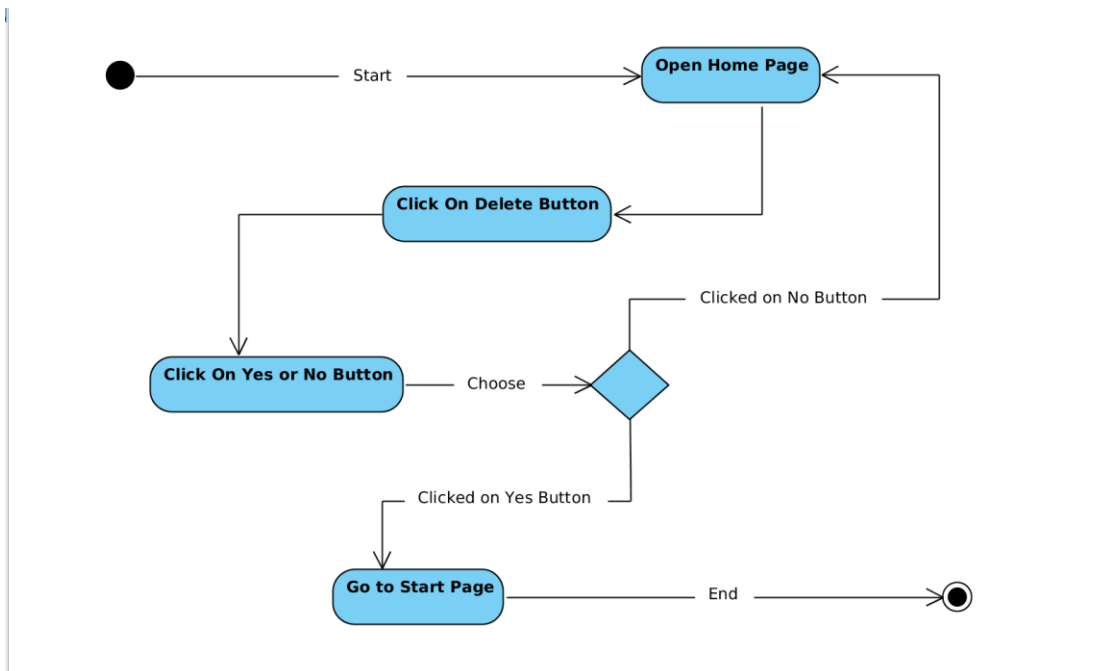 Open Home Page
Start
Click On Delete Button
Clicked on No Button
Click On Yes or No Button
Choose
Clicked on Yes Button
Go to Start Page
End